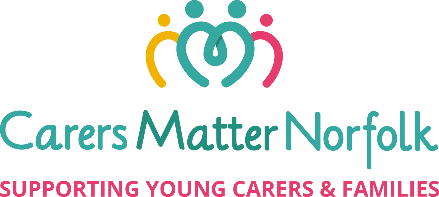 Carers Matter Norfolk
SUPPORTING YOUNG CARERS & FAMILIES